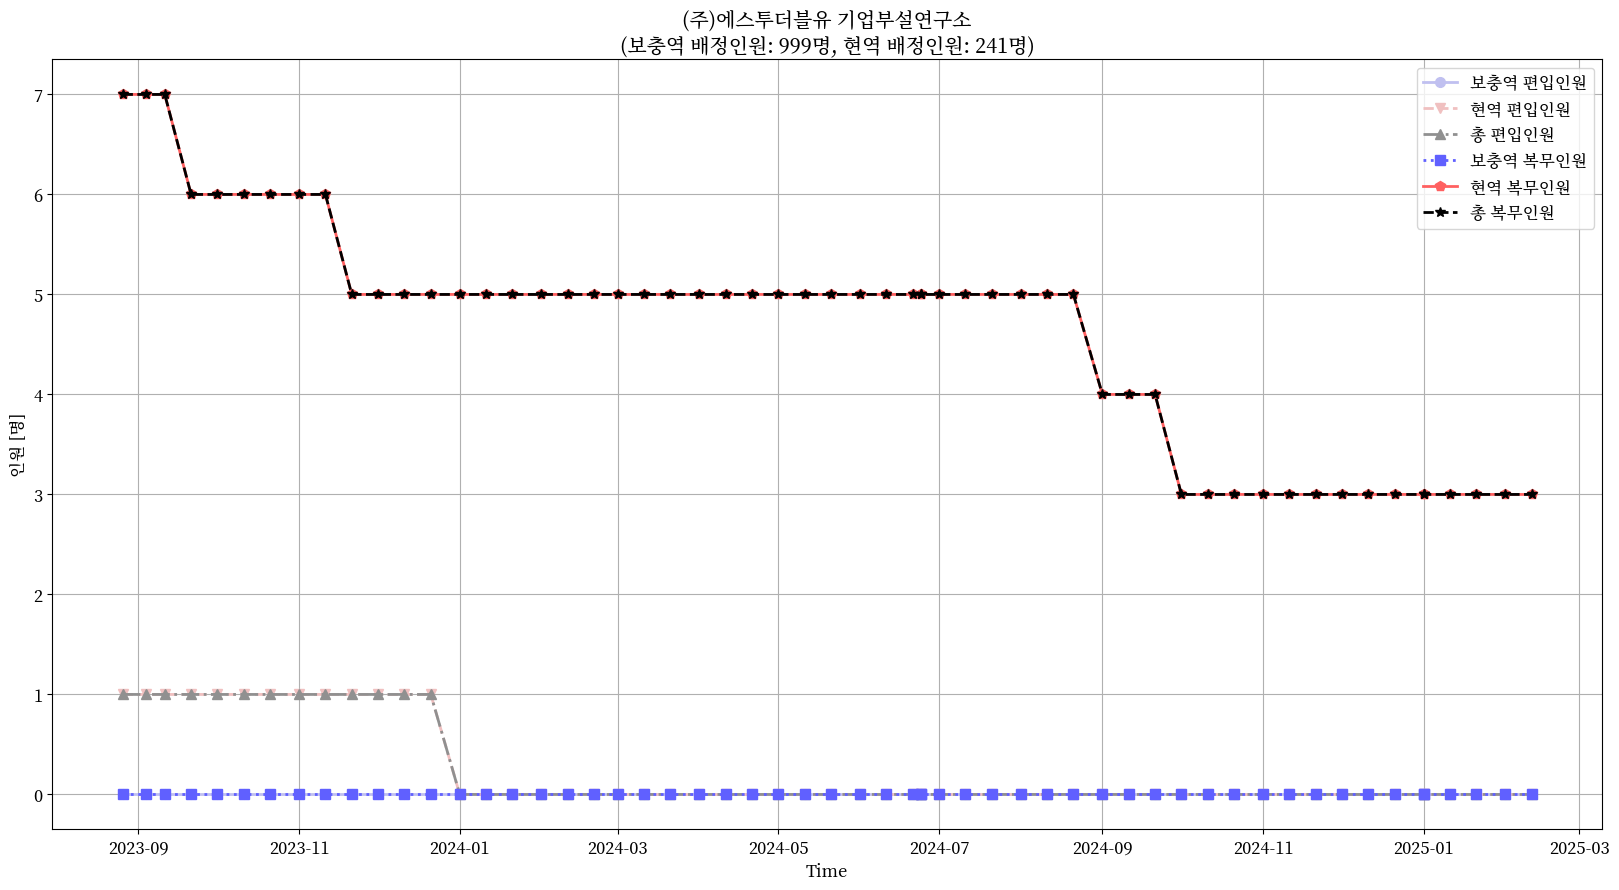 (주)에스투더블유 기업부설연구소
(보충역 배정인원: 999명, 현역 배정인원: 241명)
보충역 편입인원
현역 편입인원
총 편입인원
보충역 복무인원
현역 복무인원
총 복무인원
인원 [명]
7
6
5
4
3
2
1
0
2023-09
2023-11
2024-01
2024-03
2024-05
2024-07
2024-09
2024-11
2025-01
2025-03
Time